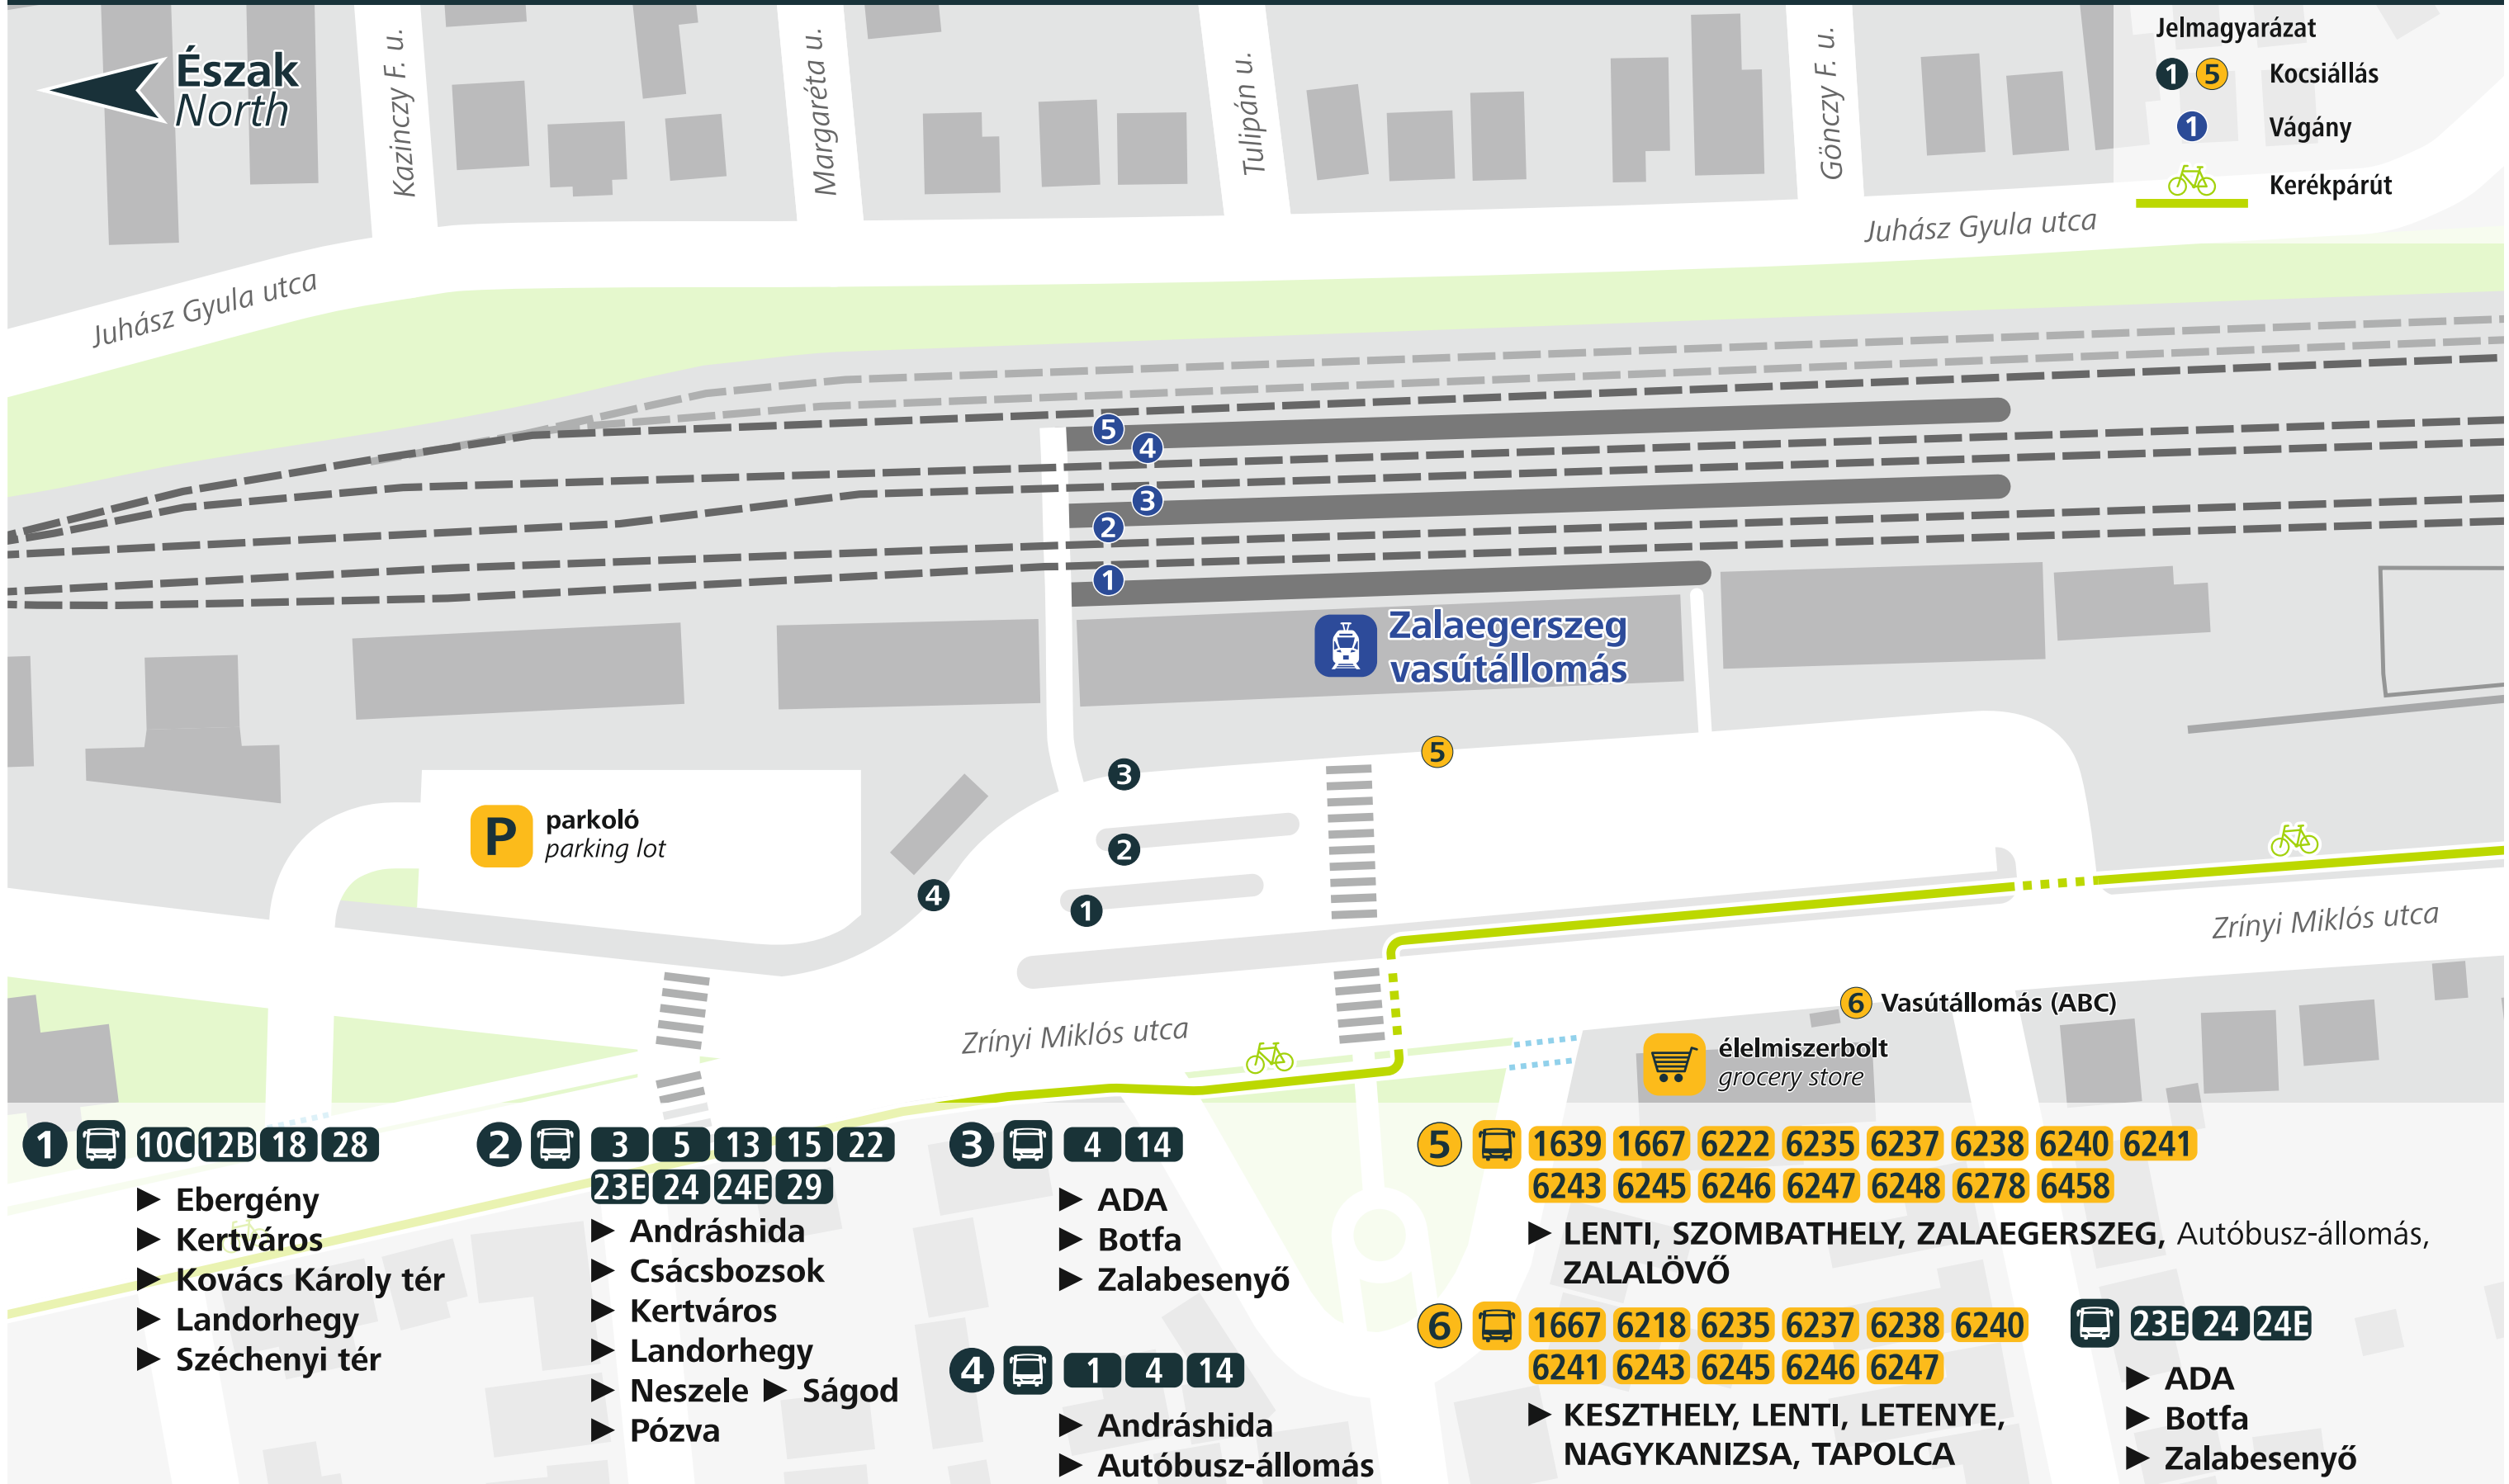 Észak
North
Kazinczy F. u.
Margaréta u.
Tulipán u.
Gönczy F. u.
Jelmagyarázat
1 5 Kocsiállás
1 Vágány
Kerékpárút
Juhász Gyula utca
Juhász Gyula utca
5
4
3
2
1
Zalaegerszeg
vasútállomás
5
3
2
4
1
P parkoló
parking lot
Zrínyi Miklós utca
6 Vasútállomás (ABC)
Zrínyi Miklós utca
élelmiszerbolt
grocery store
1 10C 12B 18 28
▶ Ebergény
▶ Kertváros
▶ Kovács Károly tér
▶ Landorhegy
▶ Széchenyi tér
2 3 5 13 15 22
23E 24 24E 29
▶ Andráshida
▶ Csácsbozsok
▶ Kertváros
▶ Landorhegy
▶ Neszele ▶ Ságod
▶ Pózva
3 4 14
▶ ADA
▶ Botfa
▶ Zalabesenyő
4 1 4 14
▶ Andráshida
▶ Autóbusz-állomás
5 1639 1667 6222 6235 6237 6238 6240 6241
6243 6245 6246 6247 6248 6278 6458
▶ LENTI, SZOMBATHELY, ZALAEGERSZEG, Autóbusz-állomás,
ZALALÖVŐ
6 1667 6218 6235 6237 6238 6240
6241 6243 6245 6246 6247
▶ KESZTHELY, LENTI, LETENYE,
NAGYKANIZSA, TAPOLCA
23E 24 24E
▶ ADA
▶ Botfa
▶ Zalabesenyő